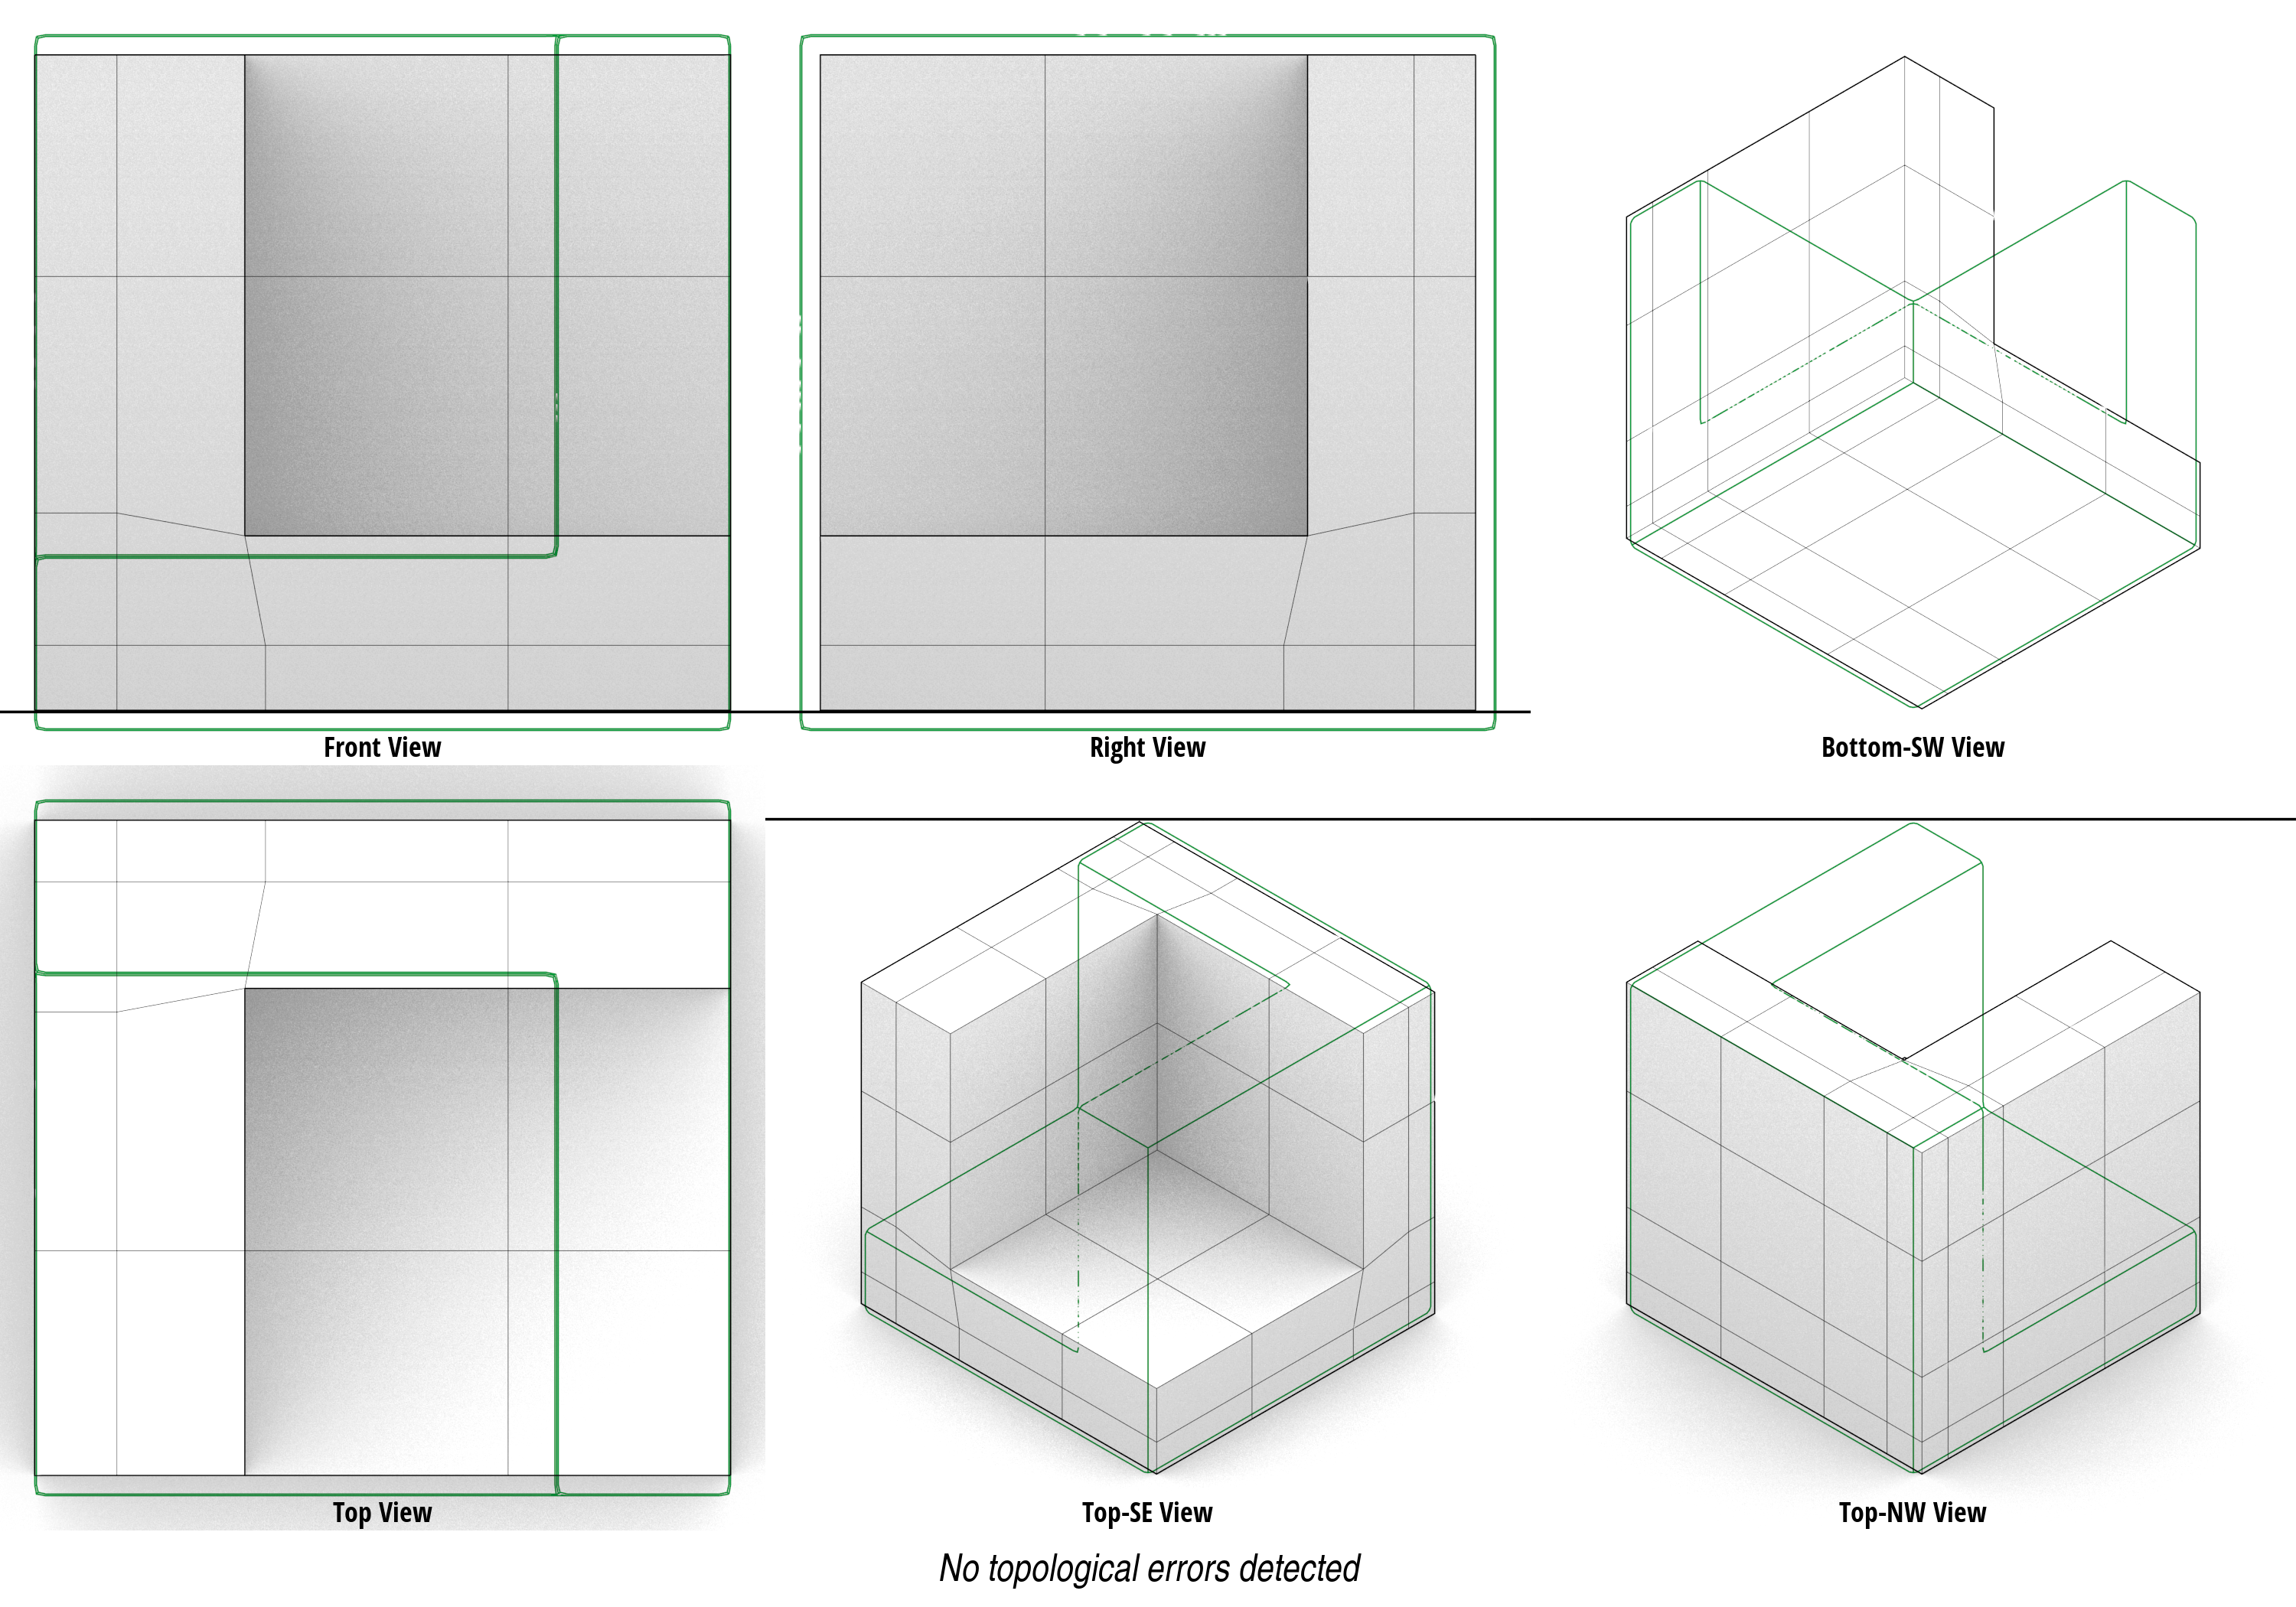 Front View
Right View
Bottom-SW View
Top View
Top-SE View
Top-NW View
No topological errors detected